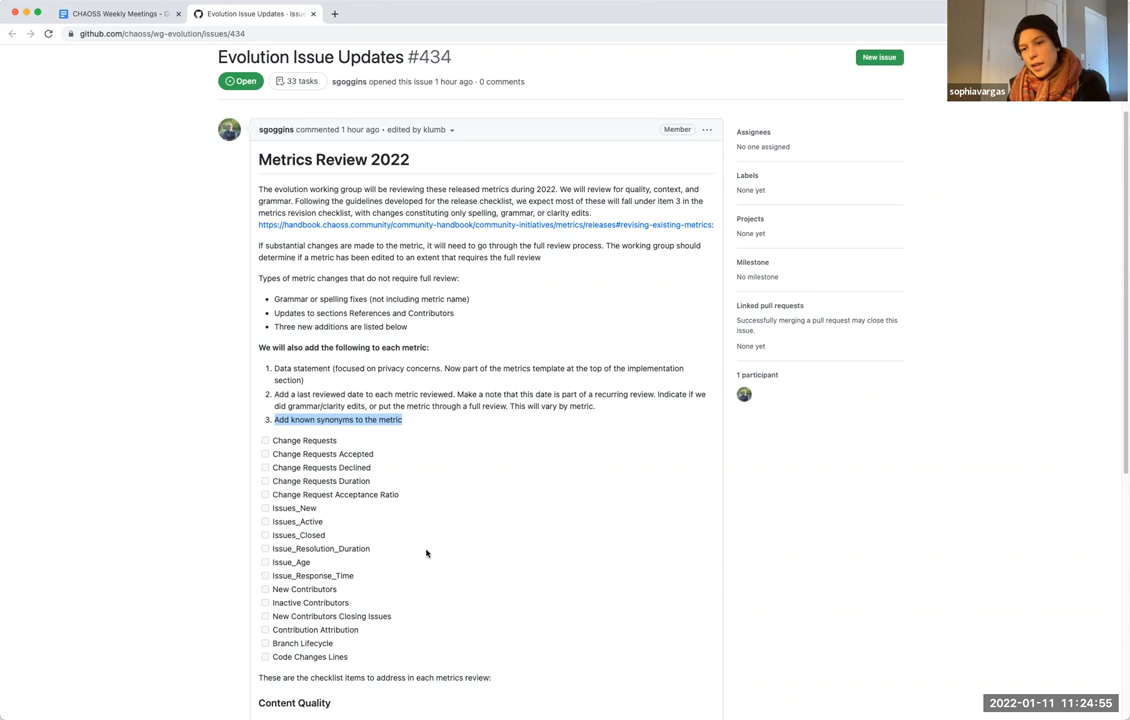 CHAOSS Weekly Meetings - G
Evolution Issue Updates · Issu
github.com/chaoss/wg-evolution/issues/434
sophiavargas
Evolution Issue Updates #434
New issue
Open
33 tasks
sgoggins opened this issue 1 hour ago · 0 comments
sgoggins commented 1 hour ago • edited by klumb
Member
Metrics Review 2022
The evolution working group will be reviewing these released metrics during 2022. We will review for quality, context, and
grammar. Following the guidelines developed for the release checklist, we expect most of these will fall under item 3 in the
metrics revision checklist, with changes constituting only spelling, grammar, or clarity edits.
https://handbook.chaoss.community/community-handbook/community-initiatives/metrics/releases#revising-existing-metrics:
If substantial changes are made to the metric, it will need to go through the full review process. The working group should
determine if a metric has been edited to an extent that requires the full review
Types of metric changes that do not require full review:
• Grammar or spelling fixes (not including metric name)
• Updates to sections References and Contributors
• Three new additions are listed below
We will also add the following to each metric:
1. Data statement (focused on privacy concerns. Now part of the metrics template at the top of the implementation
section)
2. Add a last reviewed date to each metric reviewed. Make a note that this date is part of a recurring review. Indicate if we
did grammar/clarity edits, or put the metric through a full review. This will vary by metric.
3. Add known synonyms to the metric
Change Requests
Change Requests Accepted
Change Requests Declined
Change Requests Duration
Change Request Acceptance Ratio
Issues_New
Issues_Active
Issues_Closed
Issue_Resolution_Duration
Issue_Age
Issue_Response_Time
New Contributors
Inactive Contributors
New Contributors Closing Issues
Contribution Attribution
Branch Lifecycle
Code Changes Lines
These are the checklist items to address in each metrics review:
Content Quality
Assignees
No one assigned
Labels
None yet
Projects
None yet
Milestone
No milestone
Linked pull requests
Successfully merging a pull request may close this
issue.
None yet
1 participant
2022-01-11 11:24:55